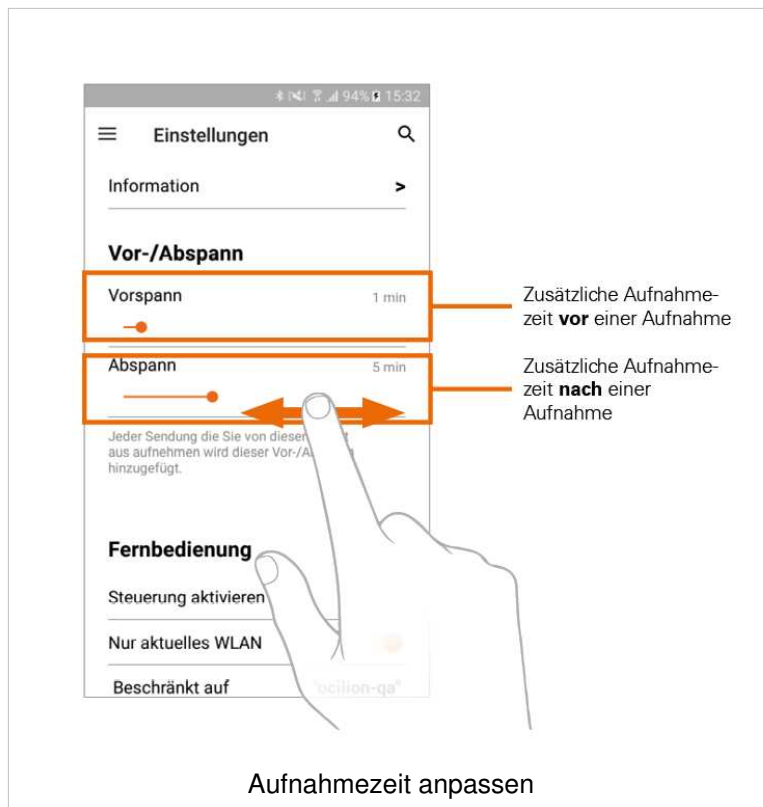 94% 15:32
Einstellungen
Information >
Vor-/Abspann
Vorspann 1 min
Zusätzliche Aufnahme-
zeit vor einer Aufnahme
Abspann 5 min
Zusätzliche Aufnahme-
zeit nach einer
Aufnahme
Jeder Sendung die Sie von dieser
aus aufnehmen wird dieser
hinzugefügt.
Fernbedienung
Steuerung aktivieren
Nur aktuelles WLAN
Beschränkt auf "ocilion-qa"
Aufnahmezeit anpassen